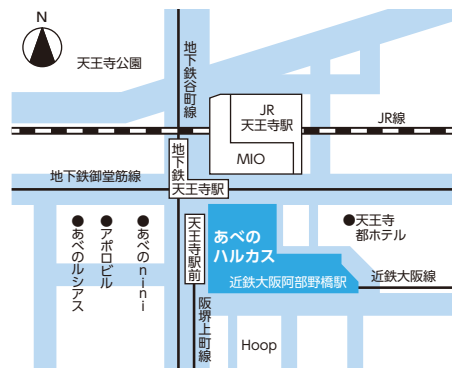 N
天王寺公園
地下鉄谷町線
JR
天王寺駅
JR線
MIO
地下鉄
天王寺駅
地下鉄御堂筋線
あべのルシアス
アポロビル
あべのnini
天王寺駅前
あべの
ハルカス
天王寺
都ホテル
近鉄大阪阿部野橋駅
近鉄大阪線
阪堺上町線
Hoop